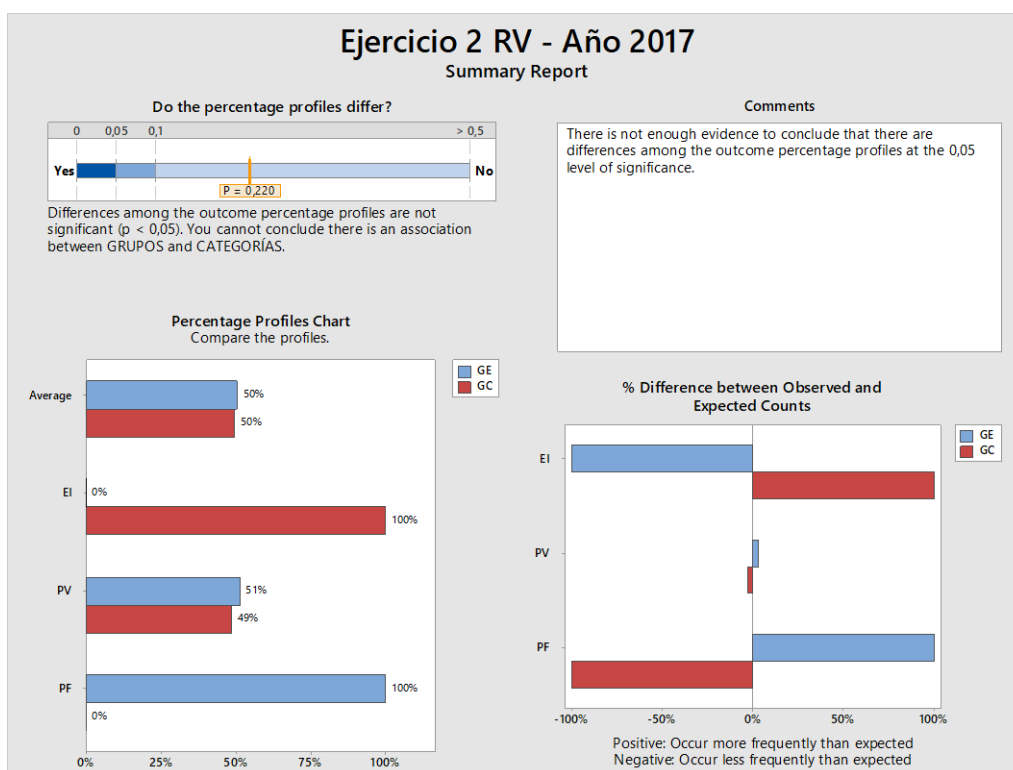 Ejercicio 2 RV - Año 2017
Summary Report
Do the percentage profiles differ?
0 0,05 0,1 > 0,5
Yes No
P = 0,220
Differences among the outcome percentage profiles are not
significant (p < 0,05). You cannot conclude there is an association
between GRUPOS and CATEGORÍAS.
Comments
There is not enough evidence to conclude that there are
differences among the outcome percentage profiles at the 0,05
level of significance.
Percentage Profiles Chart
Compare the profiles.
GE
GC
Average
50%
50%
EI
0%
100%
PV
51%
49%
PF
100%
0%
0% 25% 50% 75% 100%
% Difference between Observed and
Expected Counts
GE
GC
EI
PV
PF
-100% -50% 0% 50% 100%
Positive: Occur more frequently than expected
Negative: Occur less frequently than expected